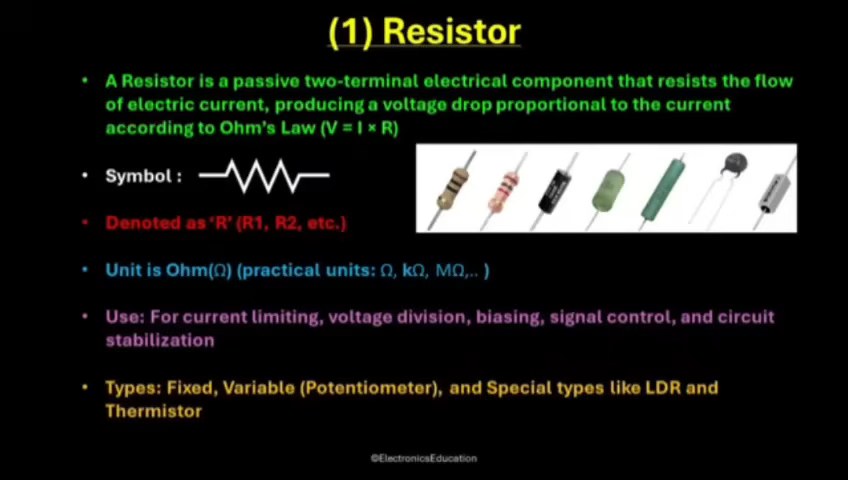 (1) Resistor
• A Resistor is a passive two-terminal electrical component that resists the flow
of electric current, producing a voltage drop proportional to the current
according to Ohm's Law (V = I × R)
• Symbol :
• Denoted as 'R' (R1, R2, etc.)
• Unit is Ohm(Ω) (practical units: Ω, kΩ, MΩ,.. )
• Use: For current limiting, voltage division, biasing, signal control, and circuit
stabilization
• Types: Fixed, Variable (Potentiometer), and Special types like LDR and
Thermistor
©ElectronicsEducation